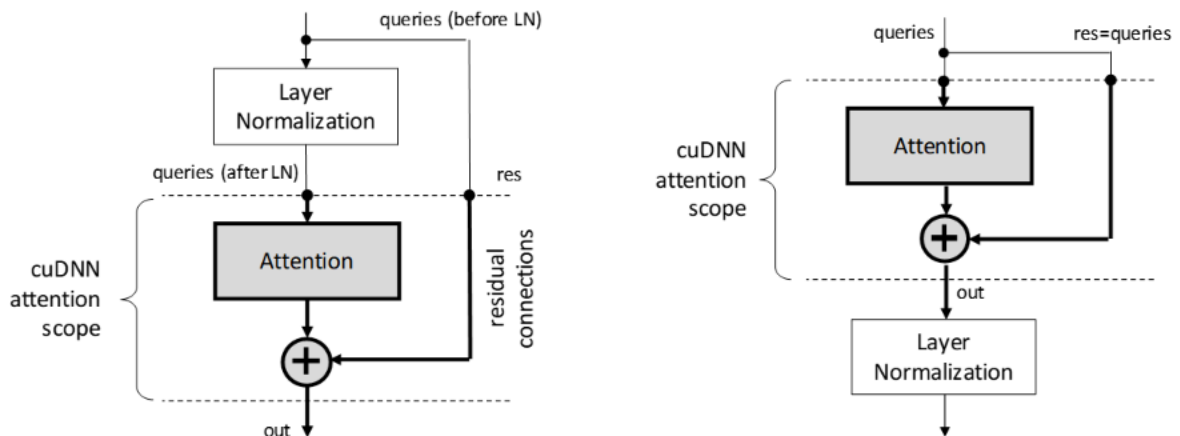 queries (before LN)
Layer
Normalization
queries (after LN)
res
cuDNN
attention
scope
Attention
residual
connections
+
out
queries
res=queries
cuDNN
attention
scope
Attention
+
out
Layer
Normalization